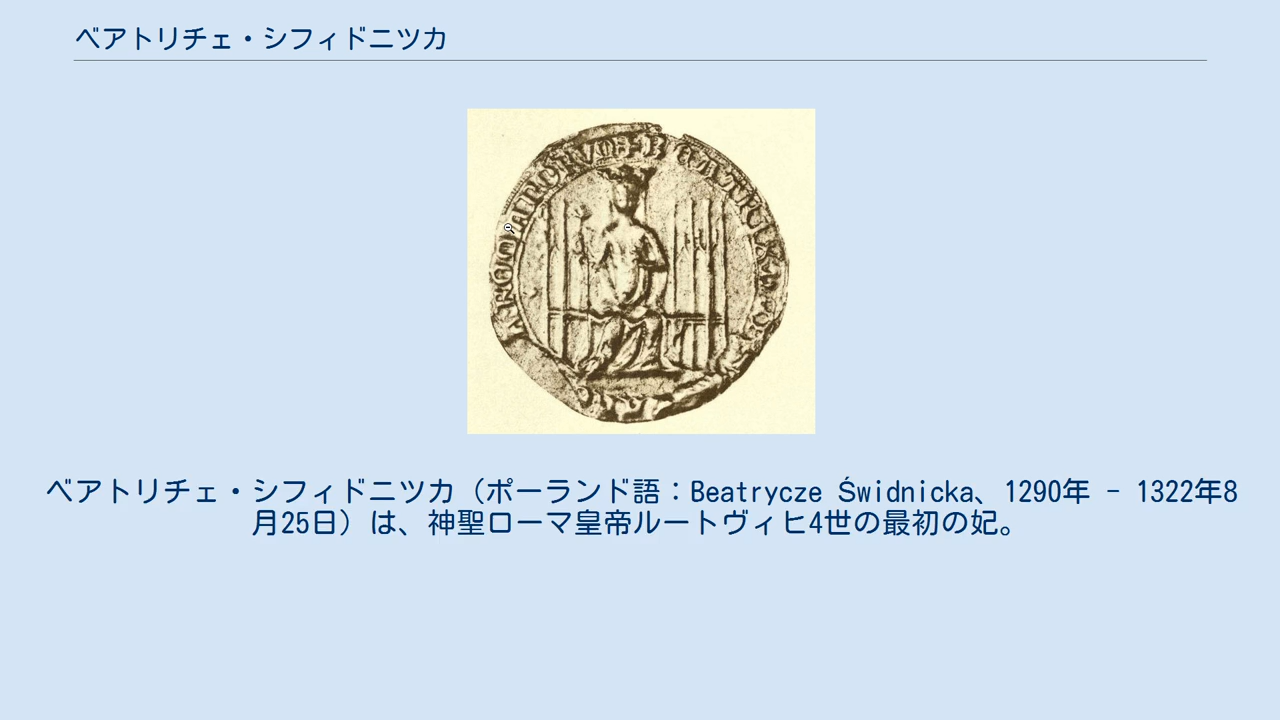 ベアトリチェ・シフィドニツカ
ベアトリチェ・シフィドニツカ（ポーランド語：Beatrycze Świdnicka、1290年 - 1322年8
月25日）は、神聖ローマ皇帝ルートヴィヒ4世の最初の妃。